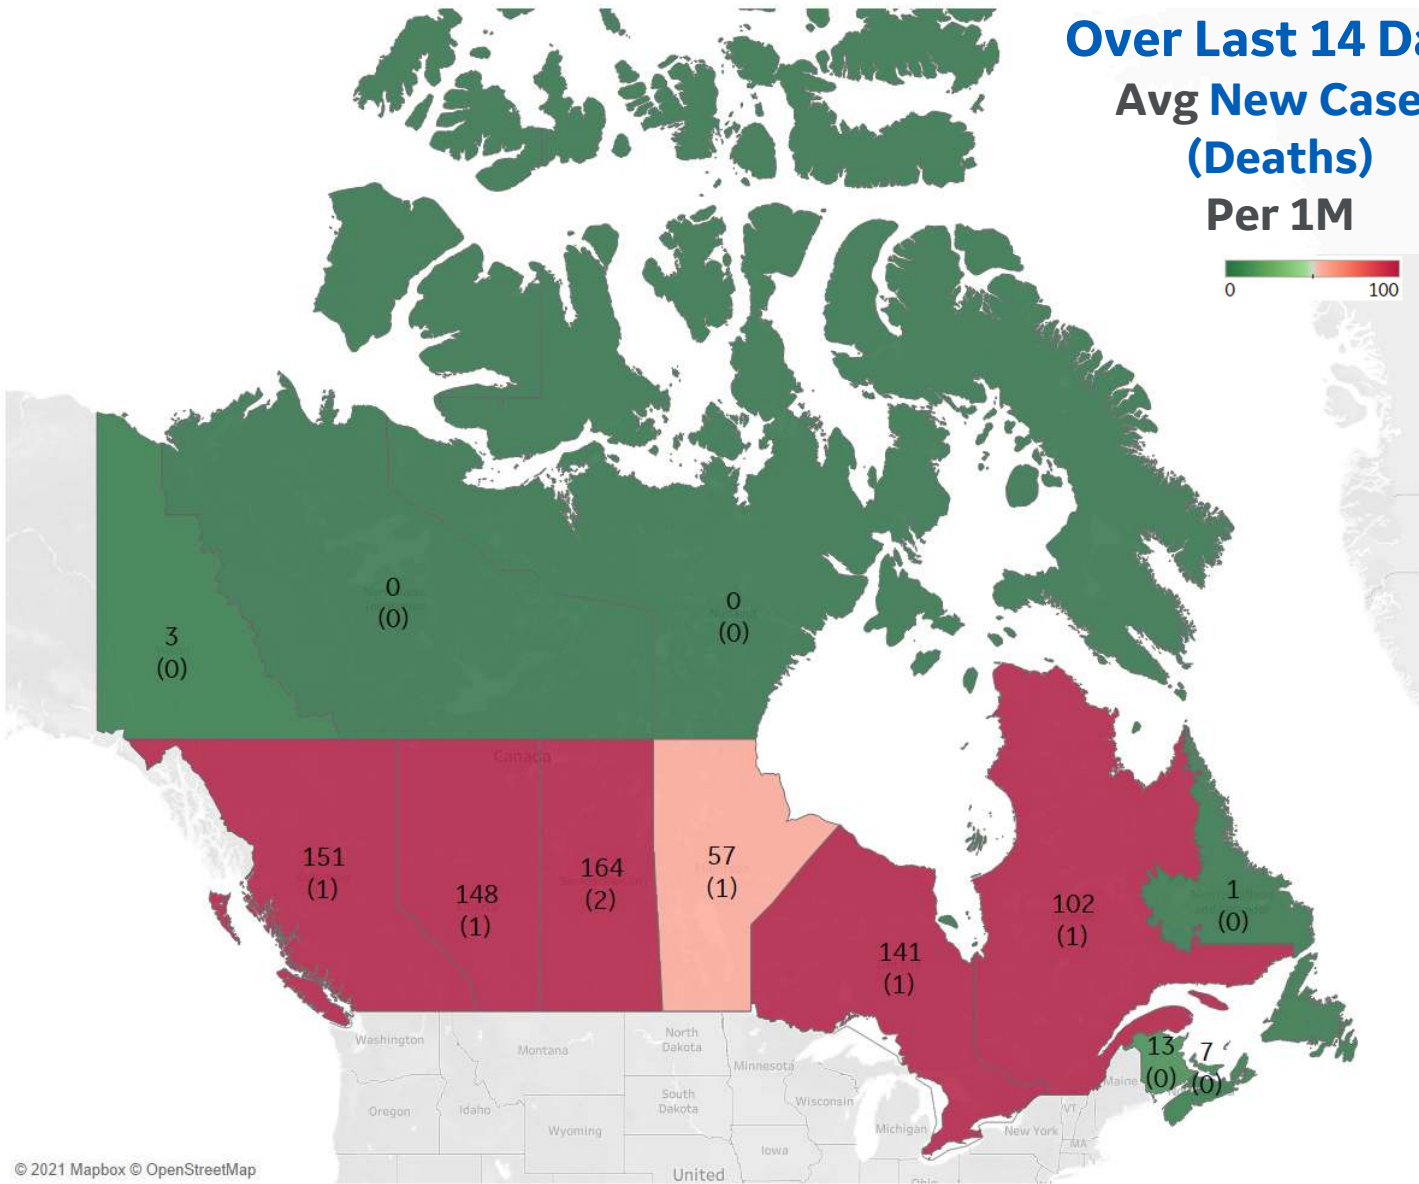 Over Last 14 Da
Avg New Case
(Deaths)
Per 1M
0 100
0
(0)
0
(0)
3
(0)
Canada
151
(1)
148
(1)
164
(2)
57
(1)
141
(1)
102
(1)
1
(0)
13
(0)
7
(0)
Washington
Montana
North
Dakota
Minnesota
Oregon
Idaho
South
Dakota
Wisconsin
Wyoming
Michigan
New York
Maine
VT
MA
Iowa
United
Ohio
© 2021 Mapbox © OpenStreetMap